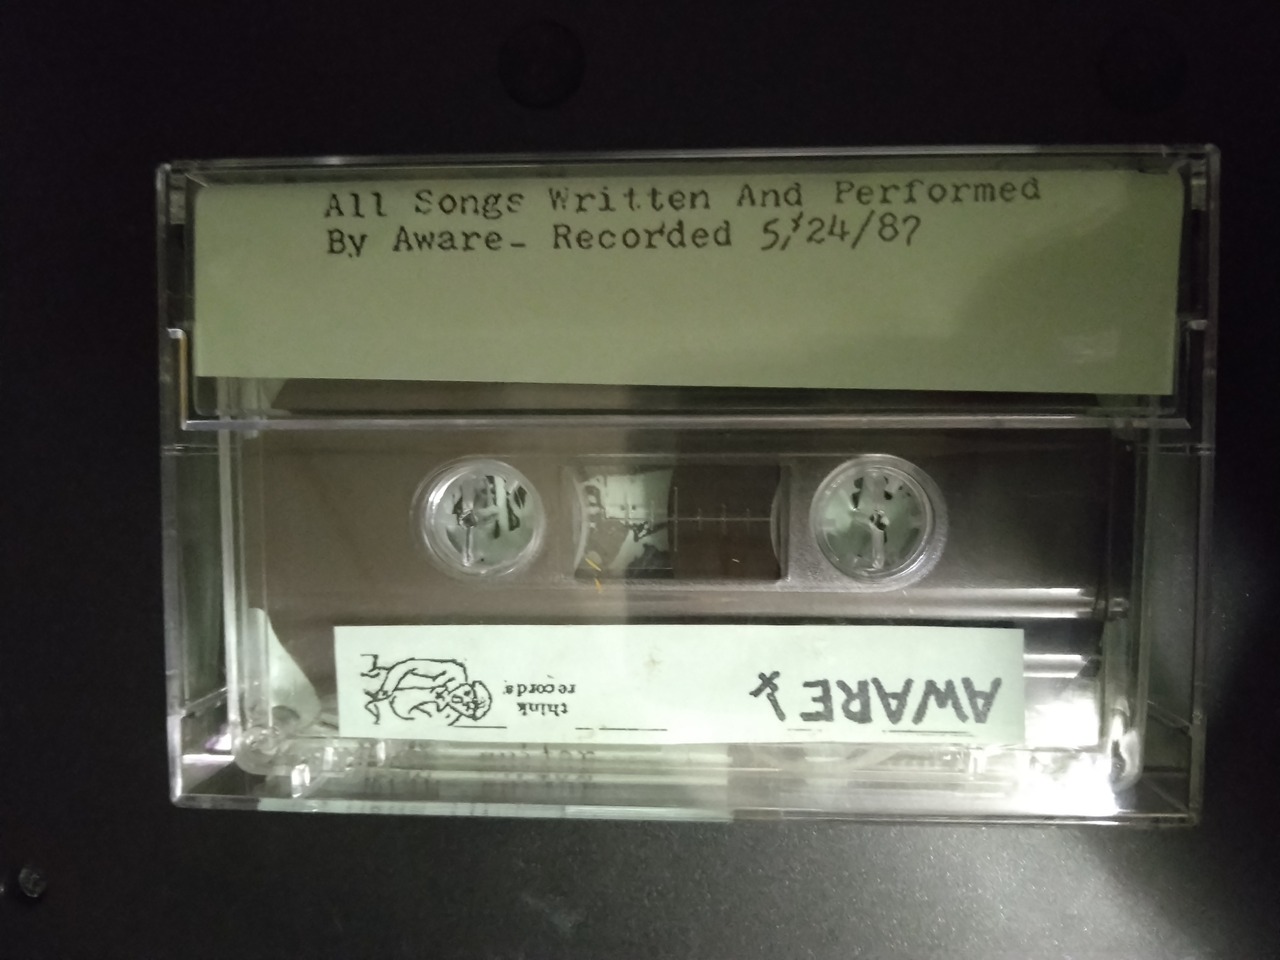 All Songs Written And Performed
By Aware- Recorded 5/24/87
AWARE
think
records